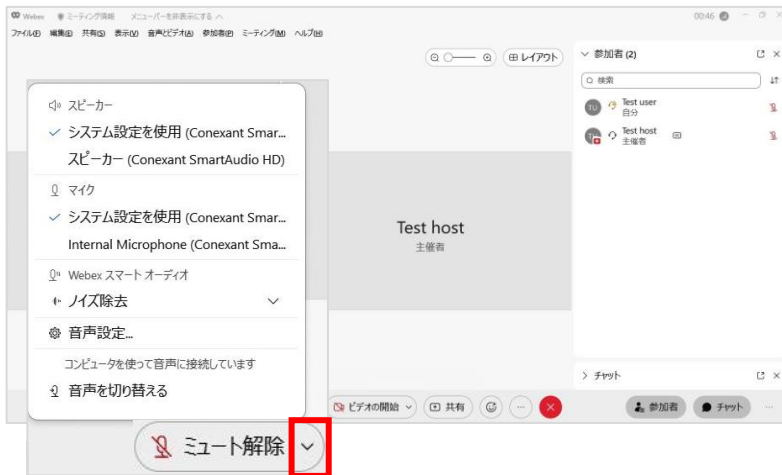 Webex ミーティング情報 メニューバーを非表示にする 00:46
ファイル(F) 編集(E) 共有(S) 表示(V) 音声とビデオ(A) 参加者(P) ミーティング(M) ヘルプ(H)
レイアウト
参加者 (2)
検索
TU Test user
自分
Test host
主催者
スピーカー
システム設定を使用 (Conexant Smar...
スピーカー (Conexant SmartAudio HD)
マイク
システム設定を使用 (Conexant Smar...
Internal Microphone (Conexant Sma...
Webex スマート オーディオ
ノイズ除去
音声設定...
コンピュータを使って音声に接続しています
音声を切り替える
Test host
主催者
チャット
ミュート解除
ビデオの開始 共有 参加者 チャット